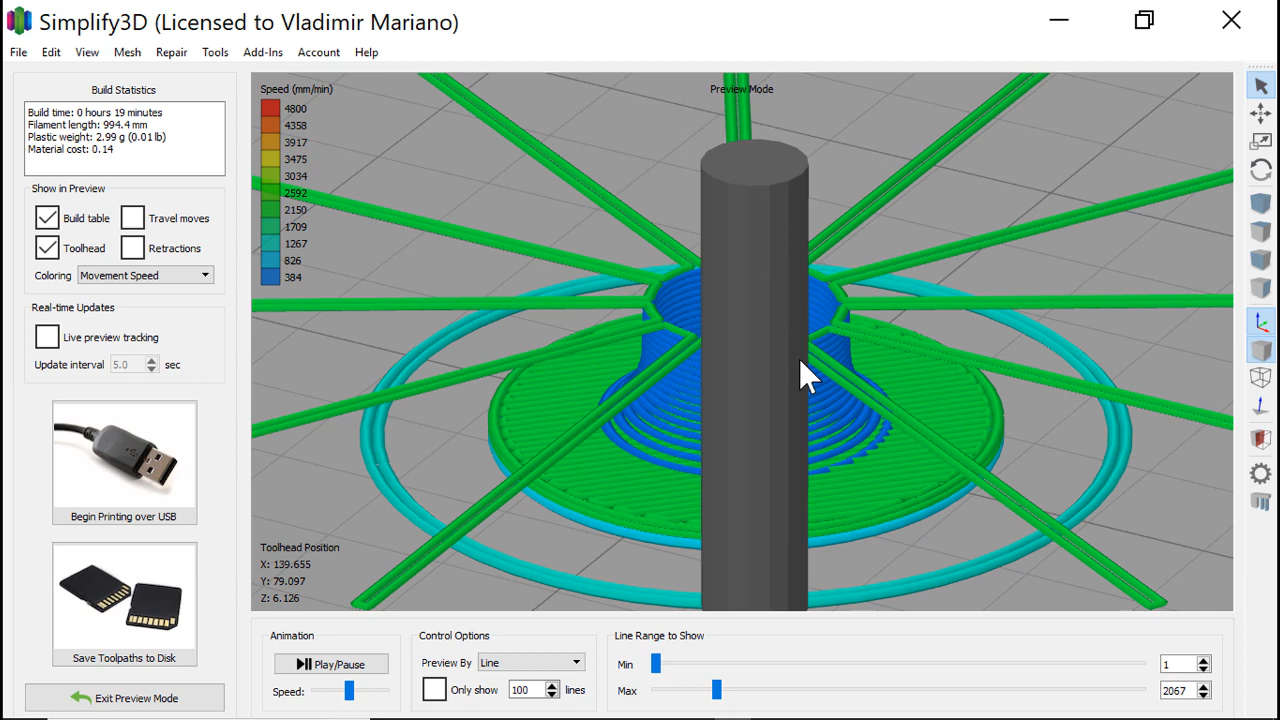 Simplify3D (Licensed to Vladimir Mariano)
File Edit View Mesh Repair Tools Add-Ins Account Help
Build Statistics
Build time: 0 hours 19 minutes
Filament length: 994.4 mm
Plastic weight: 2.99 g (0.01 lb)
Material cost: 0.14
Show in Preview
Build table Travel moves
Toolhead Retractions
Coloring Movement Speed
Real-time Updates
Live preview tracking
Update interval 5.0 sec
Begin Printing over USB
Save Toolpaths to Disk
Exit Preview Mode
Speed (mm/min)
4800
4358
3917
3475
3034
2592
2150
1709
1267
826
384
Preview Mode
Toolhead Position
X: 139.655
Y: 79.097
Z: 6.126
Animation
Play/Pause
Speed:
Control Options
Preview By Line
Only show 100 lines
Line Range to Show
Min 1
Max 2067